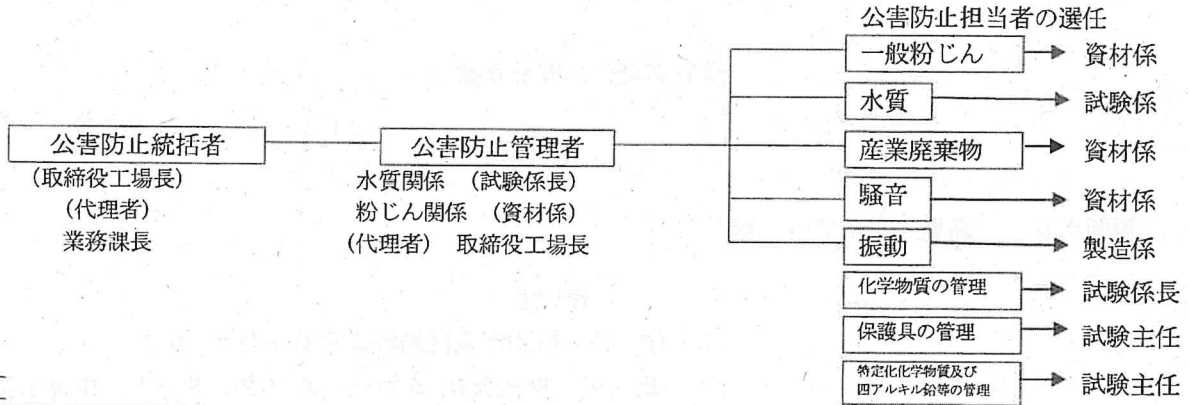 公害防止担当者の選任
一般粉じん 資材係
水質 試験係
公害防止統括者 公害防止管理者 産業廃棄物 資材係
(取締役工場長) 水質関係 (試験係長)
(代理者) 粉じん関係 (資材係) 騒音 資材係
業務課長 (代理者) 取締役工場長 振動 製造係
化学物質の管理 試験係長
保護具の管理 試験主任
特定化化学物質及び
四アルキル鉛等の管理 試験主任